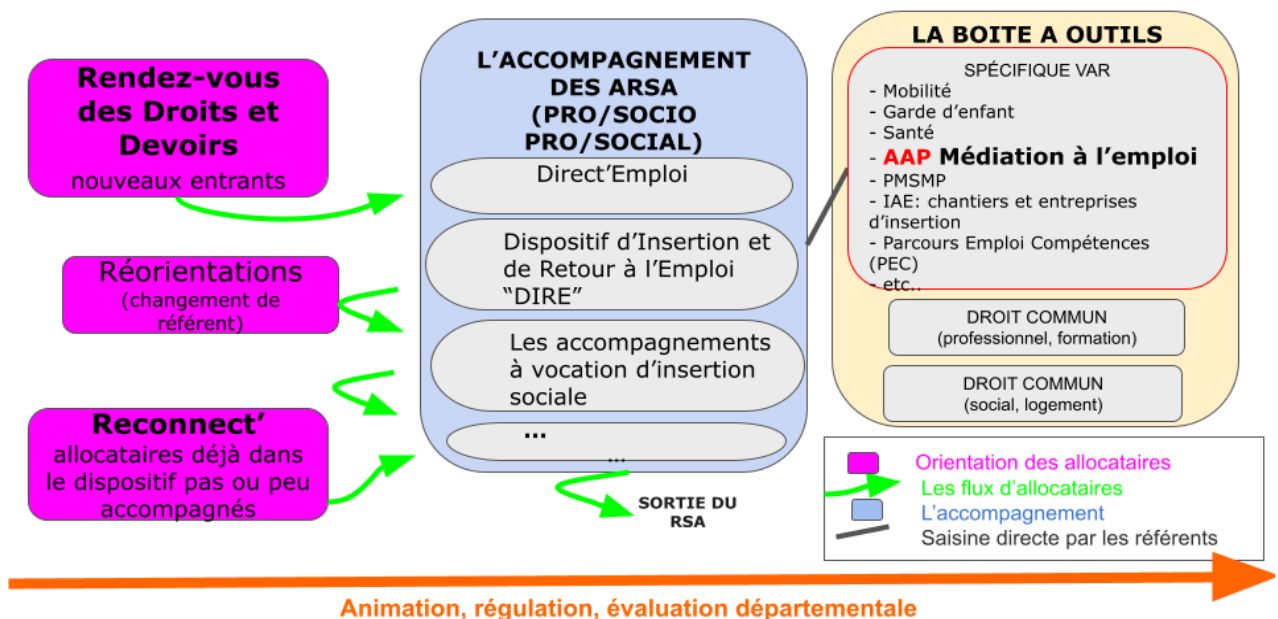 Rendez-vous
des Droits et
Devoirs
nouveaux entrants
Réorientations
(changement de
référent)
Reconnect’
allocataires déjà dans
le dispositif pas ou peu
accompagnés
L’ACCOMPAGNEMENT
DES ARSA
(PRO/SOCIO
PRO/SOCIAL)
Direct’Emploi
Dispositif d’Insertion et
de Retour à l’Emploi
“DIRE”
Les accompagnements
à vocation d’insertion
sociale
...
...
SORTIE DU
RSA
LA BOITE A OUTILS
SPÉCIFIQUE VAR
- Mobilité
- Garde d’enfant
- Santé
- AAP Médiation à l’emploi
- PMSMP
- IAE: chantiers et entreprises
d’insertion
- Parcours Emploi Compétences
(PEC)
- etc..
DROIT COMMUN
(professionnel, formation)
DROIT COMMUN
(social, logement)
Orientation des allocataires
Les flux d’allocataires
L’accompagnement
Saisine directe par les référents
Animation, régulation, évaluation départementale